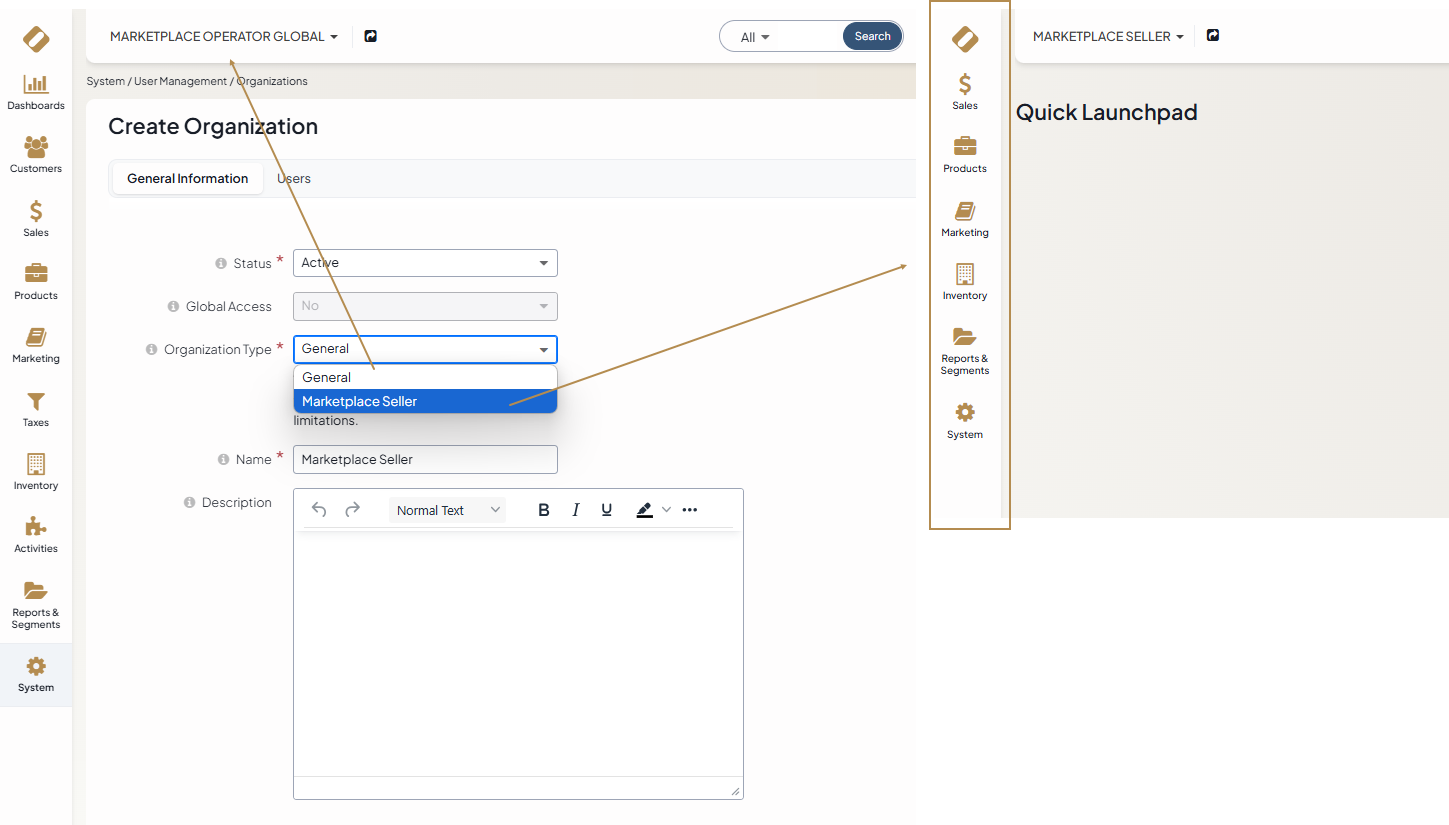 MARKETPLACE OPERATOR GLOBAL
All
Search
System / User Management / Organizations
Create Organization
General Information
Users
Dashboards
Customers
Sales
Products
Marketing
Taxes
Inventory
Activities
Reports &
Segments
System
Status *
Active
Global Access
No
Organization Type *
General
General
Marketplace Seller
limitations.
Name *
Marketplace Seller
Description
Normal Text
B
I
U
MARKETPLACE SELLER
Quick Launchpad
Sales
Products
Marketing
Inventory
Reports &
Segments
System